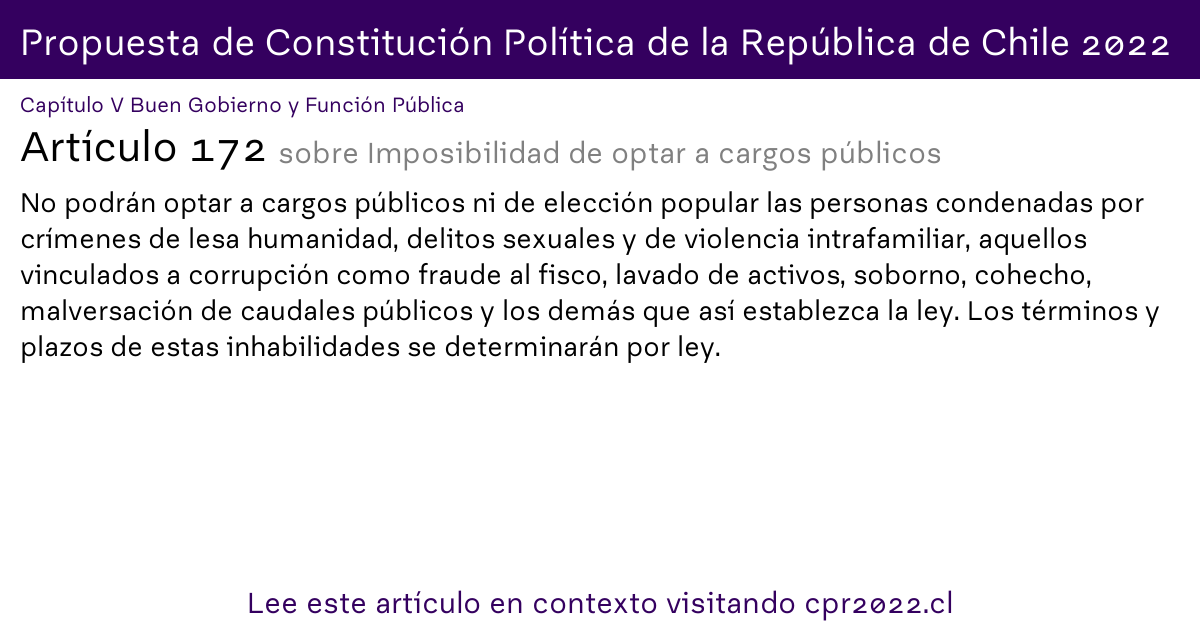 Propuesta de Constitución Política de la República de Chile 2022
Capítulo V Buen Gobierno y Función Pública
Artículo 172 sobre Imposibilidad de optar a cargos públicos
No podrán optar a cargos públicos ni de elección popular las personas condenadas por
crímenes de lesa humanidad, delitos sexuales y de violencia intrafamiliar, aquellos
vinculados a corrupción como fraude al fisco, lavado de activos, soborno, cohecho,
malversación de caudales públicos y los demás que así establezca la ley. Los términos y
plazos de estas inhabilidades se determinarán por ley.
Lee este artículo en contexto visitando cpr2022.cl